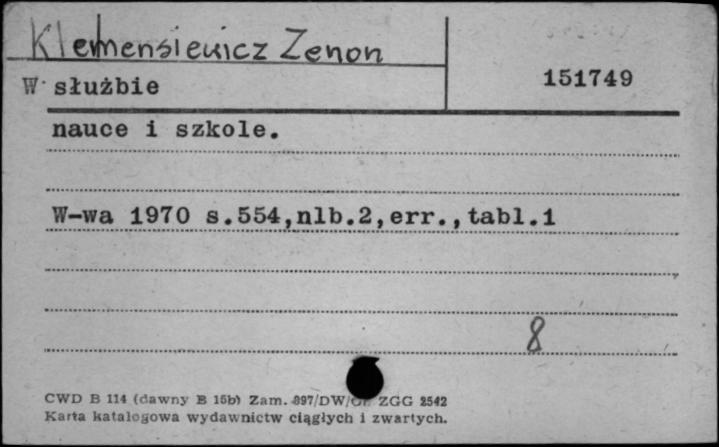 Klemensiewicz Zenon
W służbie
151749
nauce i szkole.
W-wa 1970 s.554,nlb.2,err.,tabl.1
8
CWD B 114 (dawny B 15b) Zam. 897/DW/ ZGG 2542
Karta katalogowa wydawnictw ciągłych i zwartych.